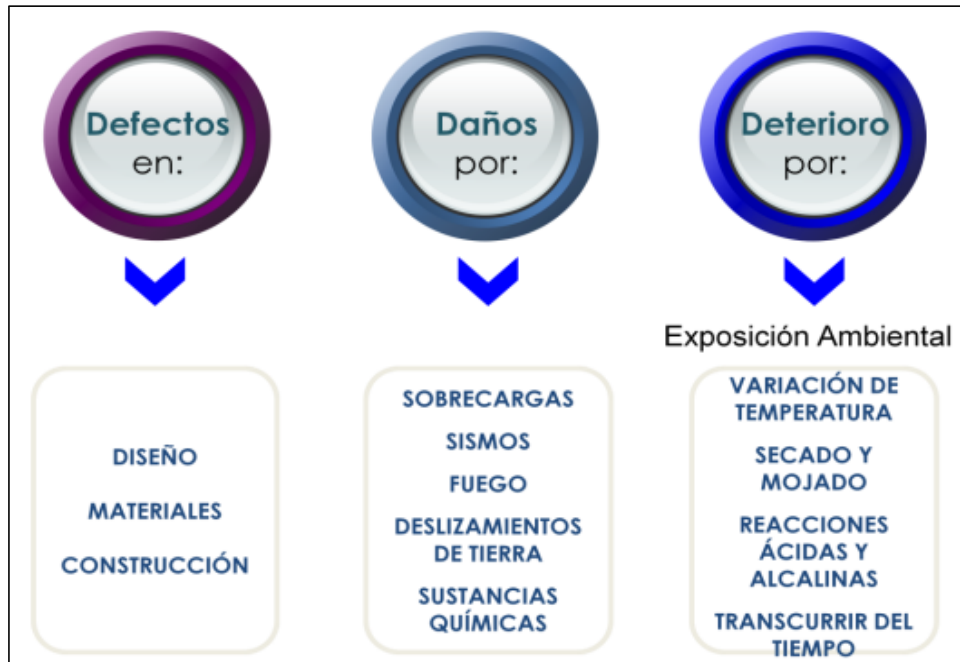 Defectos
en:
DISEÑO
MATERIALES
CONSTRUCCIÓN
Daños
por:
SOBRECARGAS
SISMOS
FUEGO
DESLIZAMIENTOS
DE TIERRA
SUSTANCIAS
QUÍMICAS
Deterioro
por:
Exposición Ambiental
VARIACIÓN DE
TEMPERATURA
SECADO Y
MOJADO
REACCIONES
ÁCIDAS Y
ALCALINAS
TRANSCURRIR DEL
TIEMPO